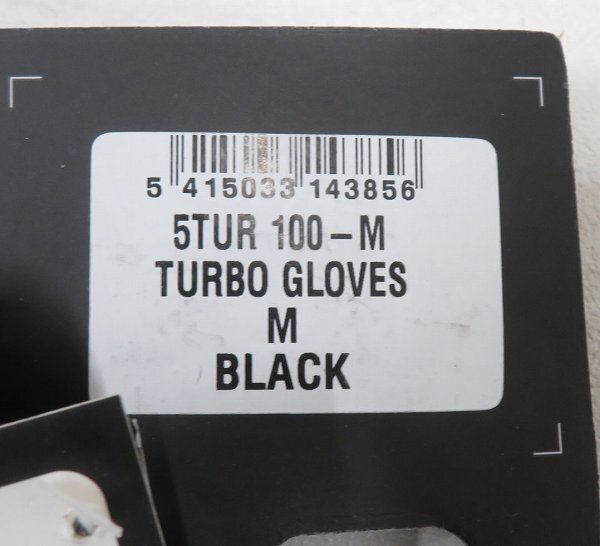 5 415033 143856
5TUR 100-M
TURBO GLOVES
M
BLACK